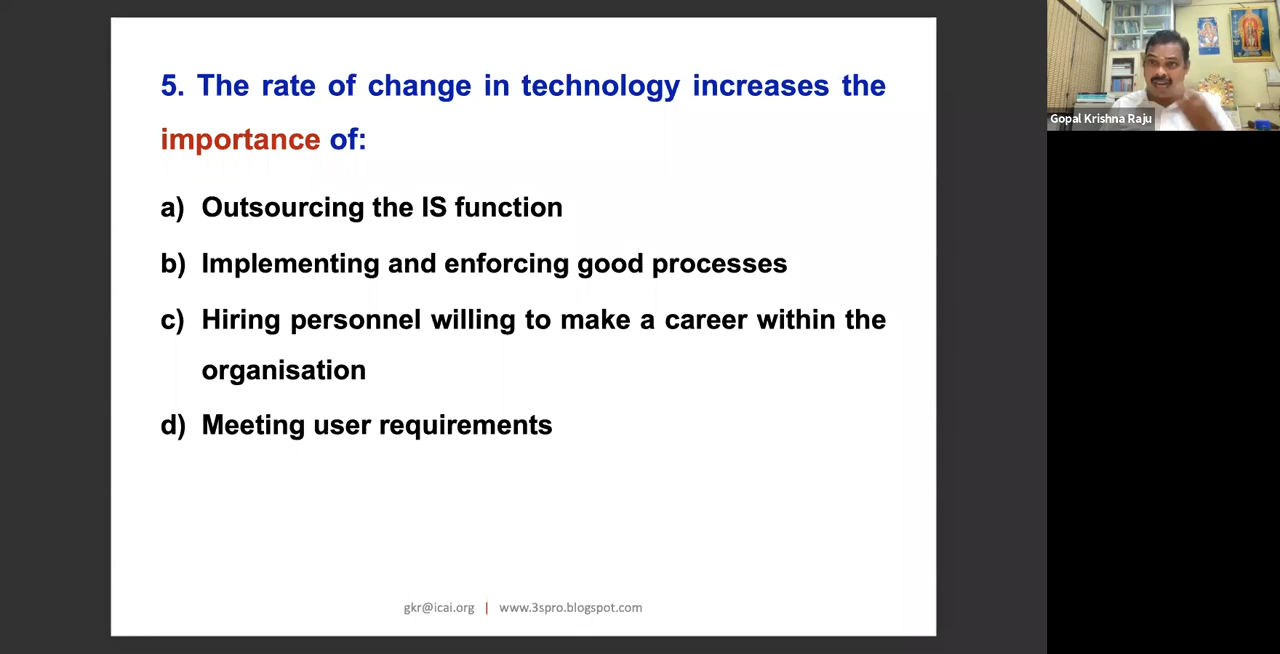 5. The rate of change in technology increases the
importance of:
a) Outsourcing the IS function
b) Implementing and enforcing good processes
c) Hiring personnel willing to make a career within the
organisation
d) Meeting user requirements
gkr@icai.org | www.3spro.blogspot.com
Gopal Krishna Raju